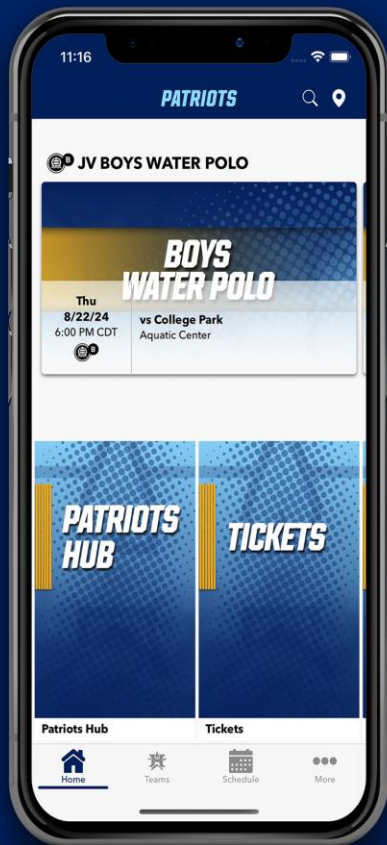 11:16
PATRIOTS
B JV BOYS WATER POLO
BOYS
WATER POLO
Thu
8/22/24
6:00 PM CDT
B
vs College Park
Aquatic Center
PATRIOTS
HUB
TICKETS
Patriots Hub
Tickets
Home
Teams
Schedule
More